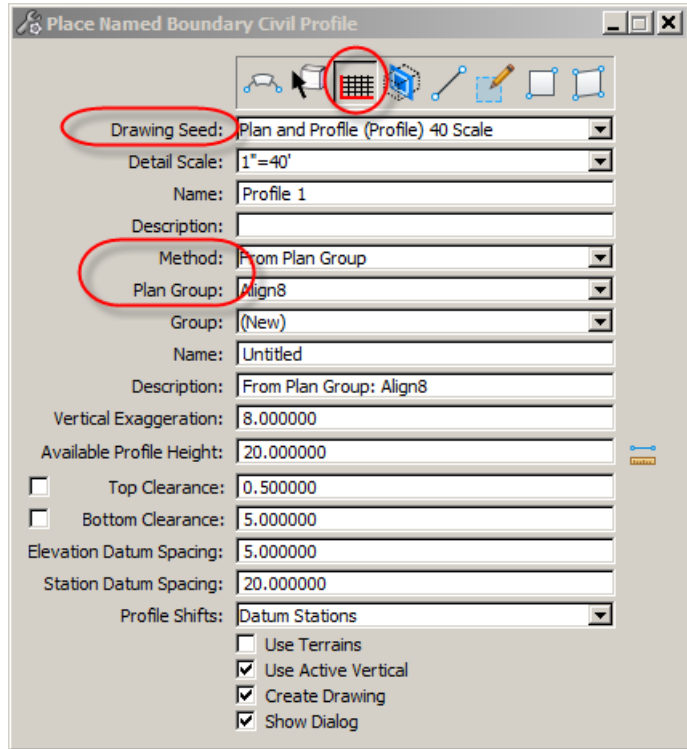 Place Named Boundary Civil Profile
Drawing Seed: Plan and Profile (Profile) 40 Scale
Detail Scale: 1"=40'
Name: Profile 1
Description:
Method: From Plan Group
Plan Group: Align8
Group: (New)
Name: Untitled
Description: From Plan Group: Align8
Vertical Exaggeration: 8.000000
Available Profile Height: 20.000000
Top Clearance: 0.500000
Bottom Clearance: 5.000000
Elevation Datum Spacing: 5.000000
Station Datum Spacing: 20.000000
Profile Shifts: Datum Stations
Use Terrains
Use Active Vertical
Create Drawing
Show Dialog